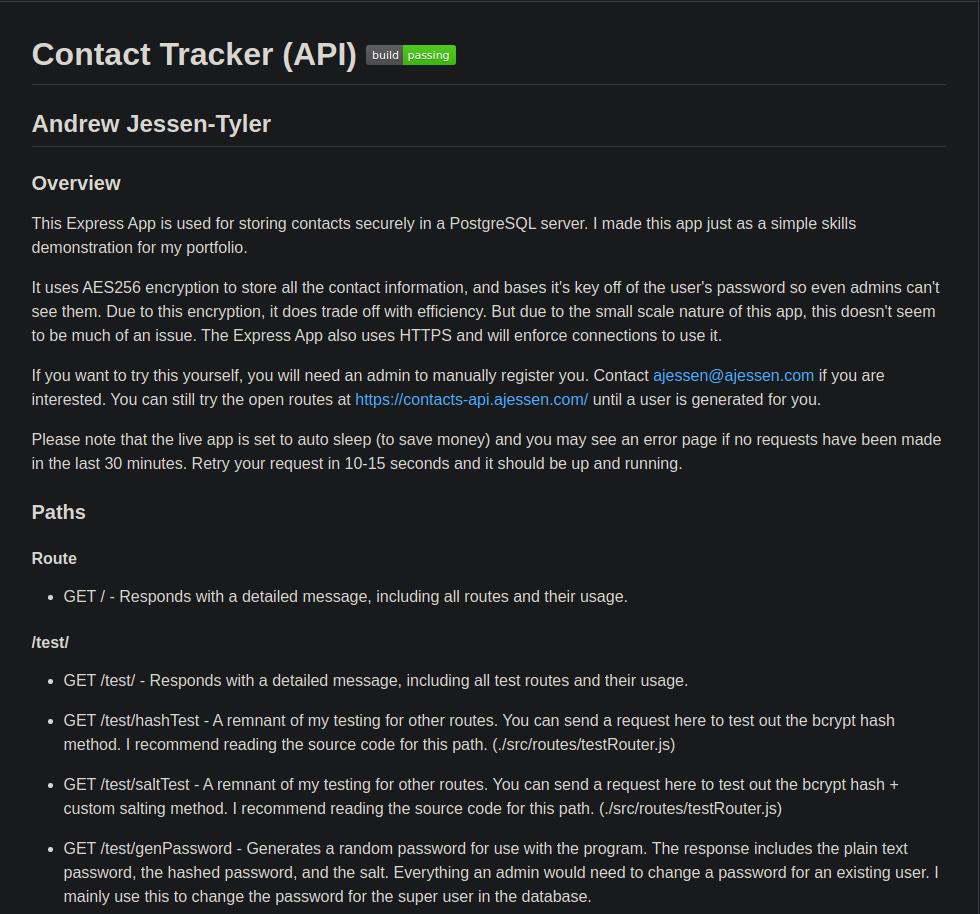 Contact Tracker (API) build passing
Andrew Jessen-Tyler
Overview
This Express App is used for storing contacts securely in a PostgreSQL server. I made this app just as a simple skills
demonstration for my portfolio.
It uses AES256 encryption to store all the contact information, and bases it's key off of the user's password so even admins can't
see them. Due to this encryption, it does trade off with efficiency. But due to the small scale nature of this app, this doesn't seem
to be much of an issue. The Express App also uses HTTPS and will enforce connections to use it.
If you want to try this yourself, you will need an admin to manually register you. Contact ajessen@ajessen.com if you are
interested. You can still try the open routes at https://contacts-api.ajessen.com/ until a user is generated for you.
Please note that the live app is set to auto sleep (to save money) and you may see an error page if no requests have been made
in the last 30 minutes. Retry your request in 10-15 seconds and it should be up and running.
Paths
Route
• GET / - Responds with a detailed message, including all routes and their usage.
/test/
• GET /test/ - Responds with a detailed message, including all test routes and their usage.
• GET /test/hashTest - A remnant of my testing for other routes. You can send a request here to test out the bcrypt hash
method. I recommend reading the source code for this path. (./src/routes/testRouter.js)
• GET /test/saltTest - A remnant of my testing for other routes. You can send a request here to test out the bcrypt hash +
custom salting method. I recommend reading the source code for this path. (./src/routes/testRouter.js)
• GET /test/genPassword - Generates a random password for use with the program. The response includes the plain text
password, the hashed password, and the salt. Everything an admin would need to change a password for an existing user. I
mainly use this to change the password for the super user in the database.